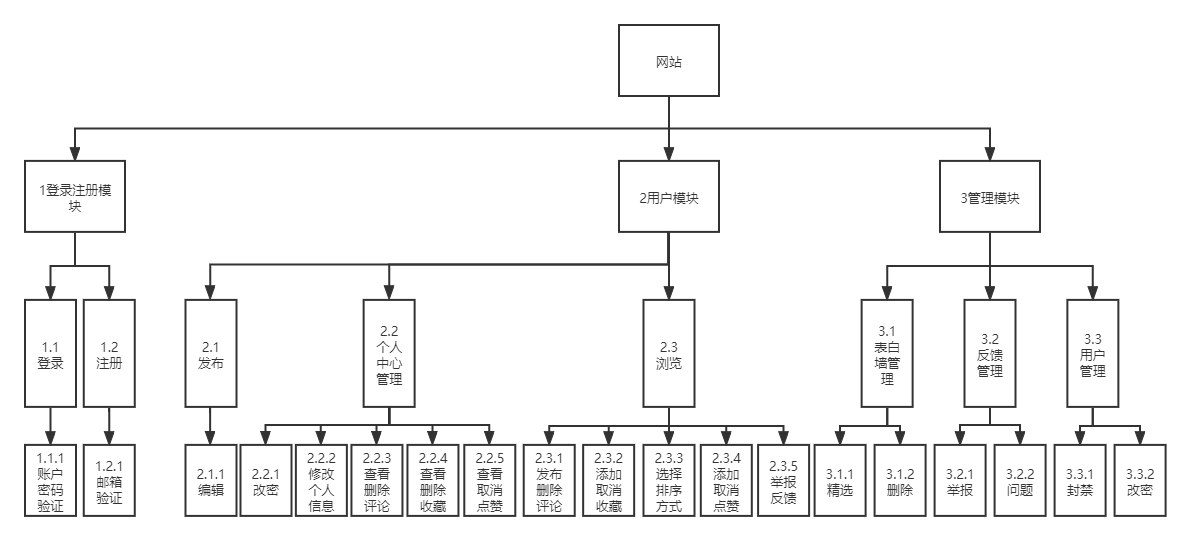 网站
1登录注册模
块
2用户模块
3管理模块
1.1
登录
1.2
注册
2.1
发布
2.2
个人
中心
管理
2.3
浏览
3.1
表白
墙管
理
3.2
反馈
管理
3.3
用户
管理
1.1.1
账户
密码
验证
1.2.1
邮箱
验证
2.1.1
编辑
2.2.1
改密
2.2.2
修改
个人
信息
2.2.3
查看
删除
评论
2.2.4
查看
删除
收藏
2.2.5
查看
取消
点赞
2.3.1
发布
删除
评论
2.3.2
添加
取消
收藏
2.3.3
选择
排序
方式
2.3.4
添加
取消
点赞
2.3.5
举报
反馈
3.1.1
精选
3.1.2
删除
3.2.1
举报
3.2.2
问题
3.3.1
封禁
3.3.2
改密